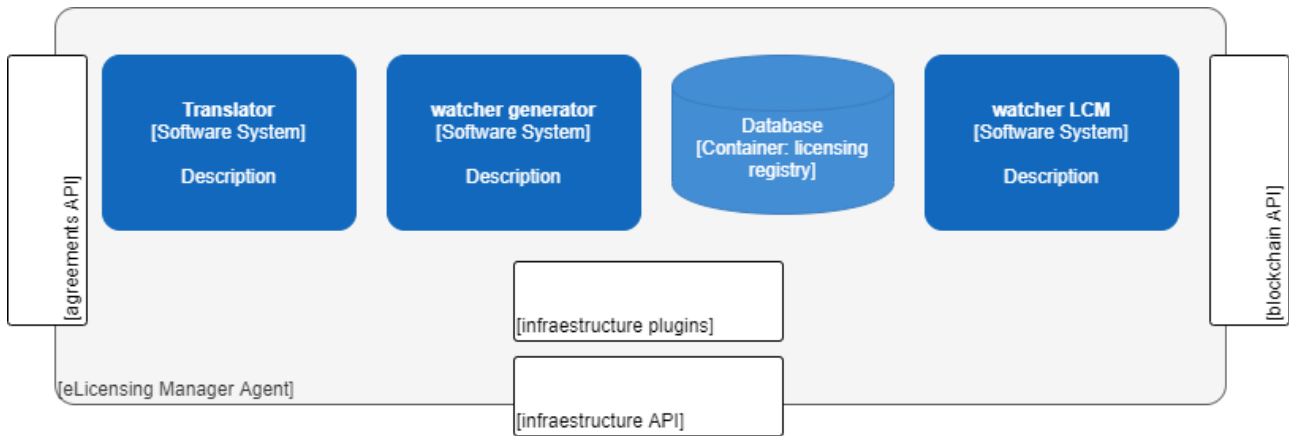 Translator
[Software System]
Description
watcher generator
[Software System]
Description
Database
[Container: licensing
registry]
watcher LCM
[Software System]
Description
[agreements API]
[blockchain API]
[infraestructure plugins]
[eLicensing Manager Agent]
[infraestructure API]